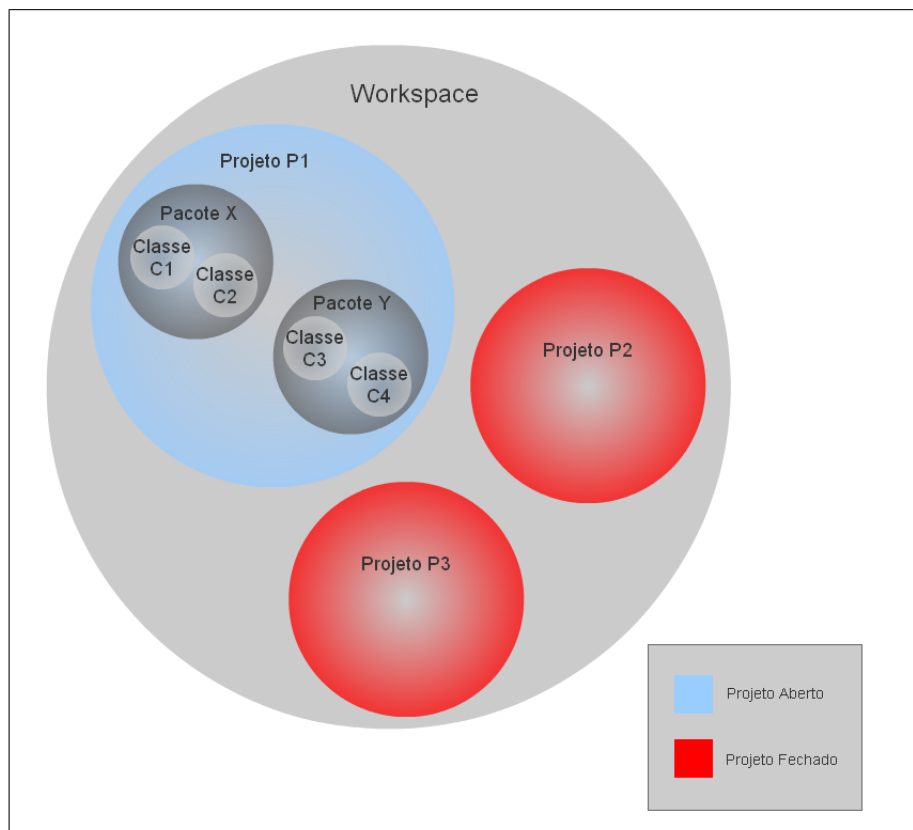 Workspace
Projeto P1
Pacote X
Classe
C1
Classe
C2
Pacote Y
Classe
C3
Classe
C4
Projeto P2
Projeto P3
Projeto Aberto
Projeto Fechado